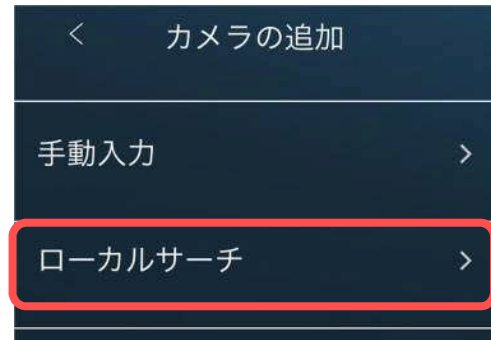 カメラの追加
手動入力
ローカルサーチ